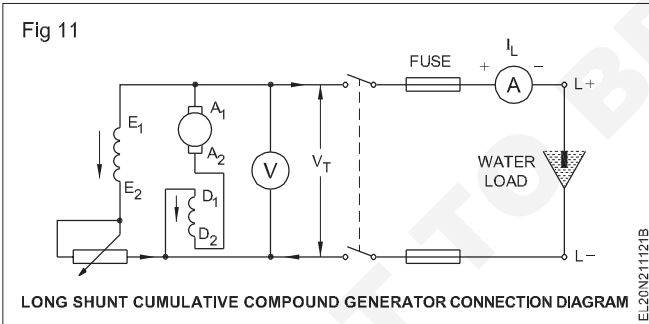 Fig 11
I_L
FUSE
+ A −
L+
E1
A1
A2
E2
V
V_T
D1
D2
WATER
LOAD
L−
LONG SHUNT CUMULATIVE COMPOUND GENERATOR CONNECTION DIAGRAM
EL20N211121B
T TO B